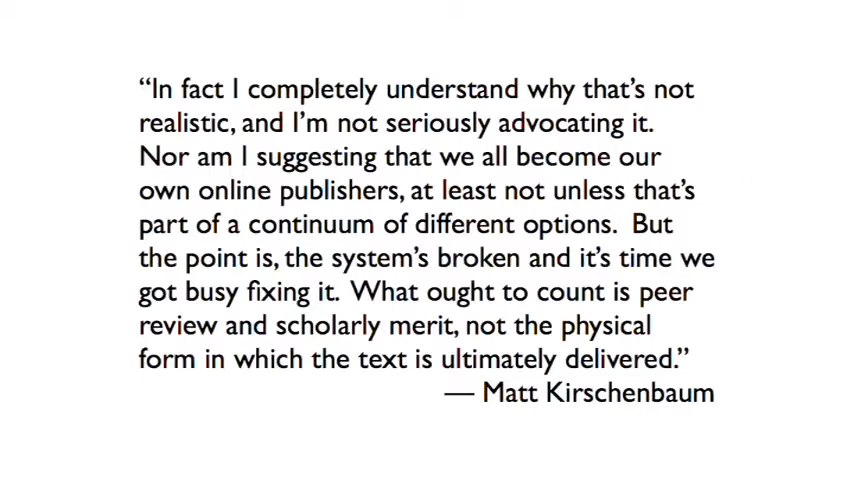 “In fact I completely understand why that’s not
realistic, and I’m not seriously advocating it.
Nor am I suggesting that we all become our
own online publishers, at least not unless that’s
part of a continuum of different options.  But
the point is, the system’s broken and it’s time we
got busy fixing it.  What ought to count is peer
review and scholarly merit, not the physical
form in which the text is ultimately delivered.”
— Matt Kirschenbaum